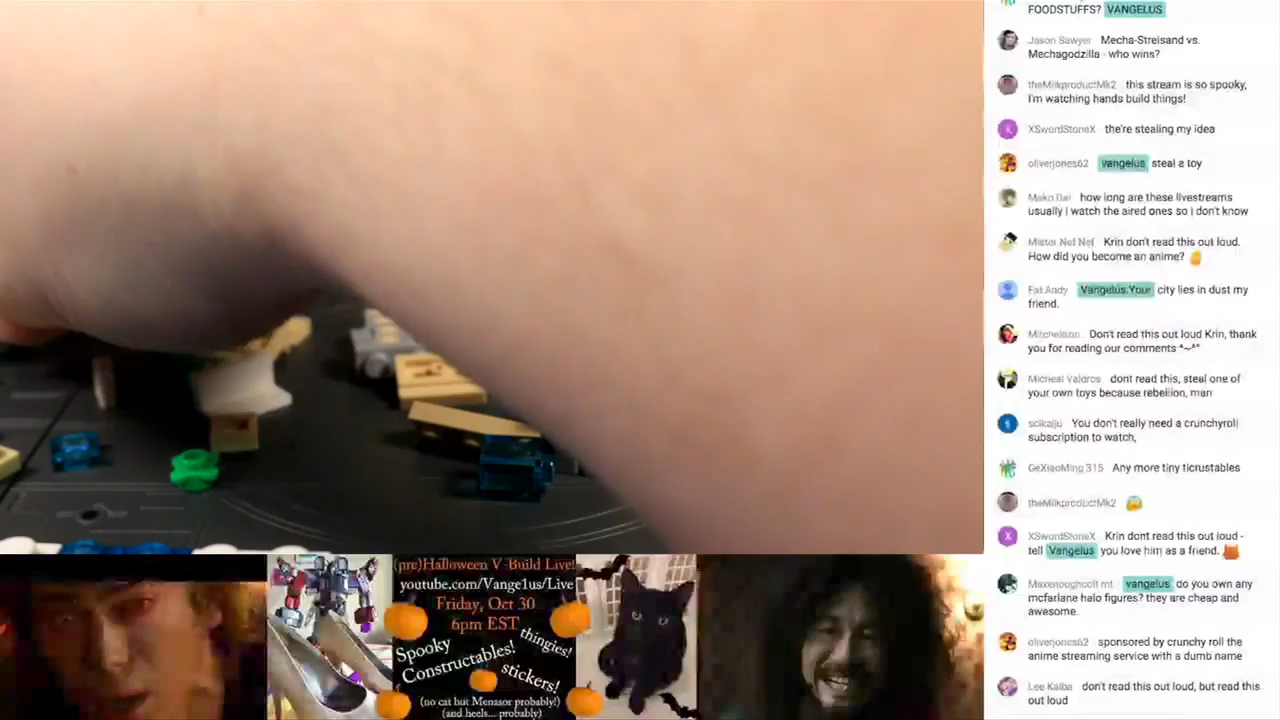 FOODSTUFFS? VANGELUS
Jason Sawyer Mecha-Streisand vs.
Mechagodzilla - who wins?
theMilkproductMk2 this stream is so spooky,
I'm watching hands build things!
XSwordStoneX the're stealing my idea
oliverjones62 vangelus steal a toy
Mako Dai how long are these livestreams
usually i watch the aired ones so i don't know
Mister Nef Nef Krin don't read this out loud.
How did you become an anime?
Fat Andy Vangelus.Your city lies in dust my
friend.
Don't read this out loud Krin, thank
you for reading our comments ^~^"
Micheal Valdros dont read this, steal one of
your own toys because rebellion, man
scikaiju You don't really need a crunchyroll
subscription to watch,
GeXiaoMing 315 Any more tiny ticrustables
theMilkproductMk2
XSwordStoneX Krin dont read this out loud -
tell Vangelus you love him as a friend.
Maxenoughcolt mt vangelus do you own any
mcfarlane halo figures? they are cheap and
awesome.
oliverjones62 sponsored by crunchy roll the
anime streaming service with a dumb name
Lee Kaiba don't read this out loud, but read this
out loud
(pre)Halloween V-Build Live!
youtube.com/Vange1us/Live
Friday, Oct 30
6pm EST
Spooky
Constructables!
thingies!
stickers!
(no cat but Menasor probably!)
(and heels... probably)